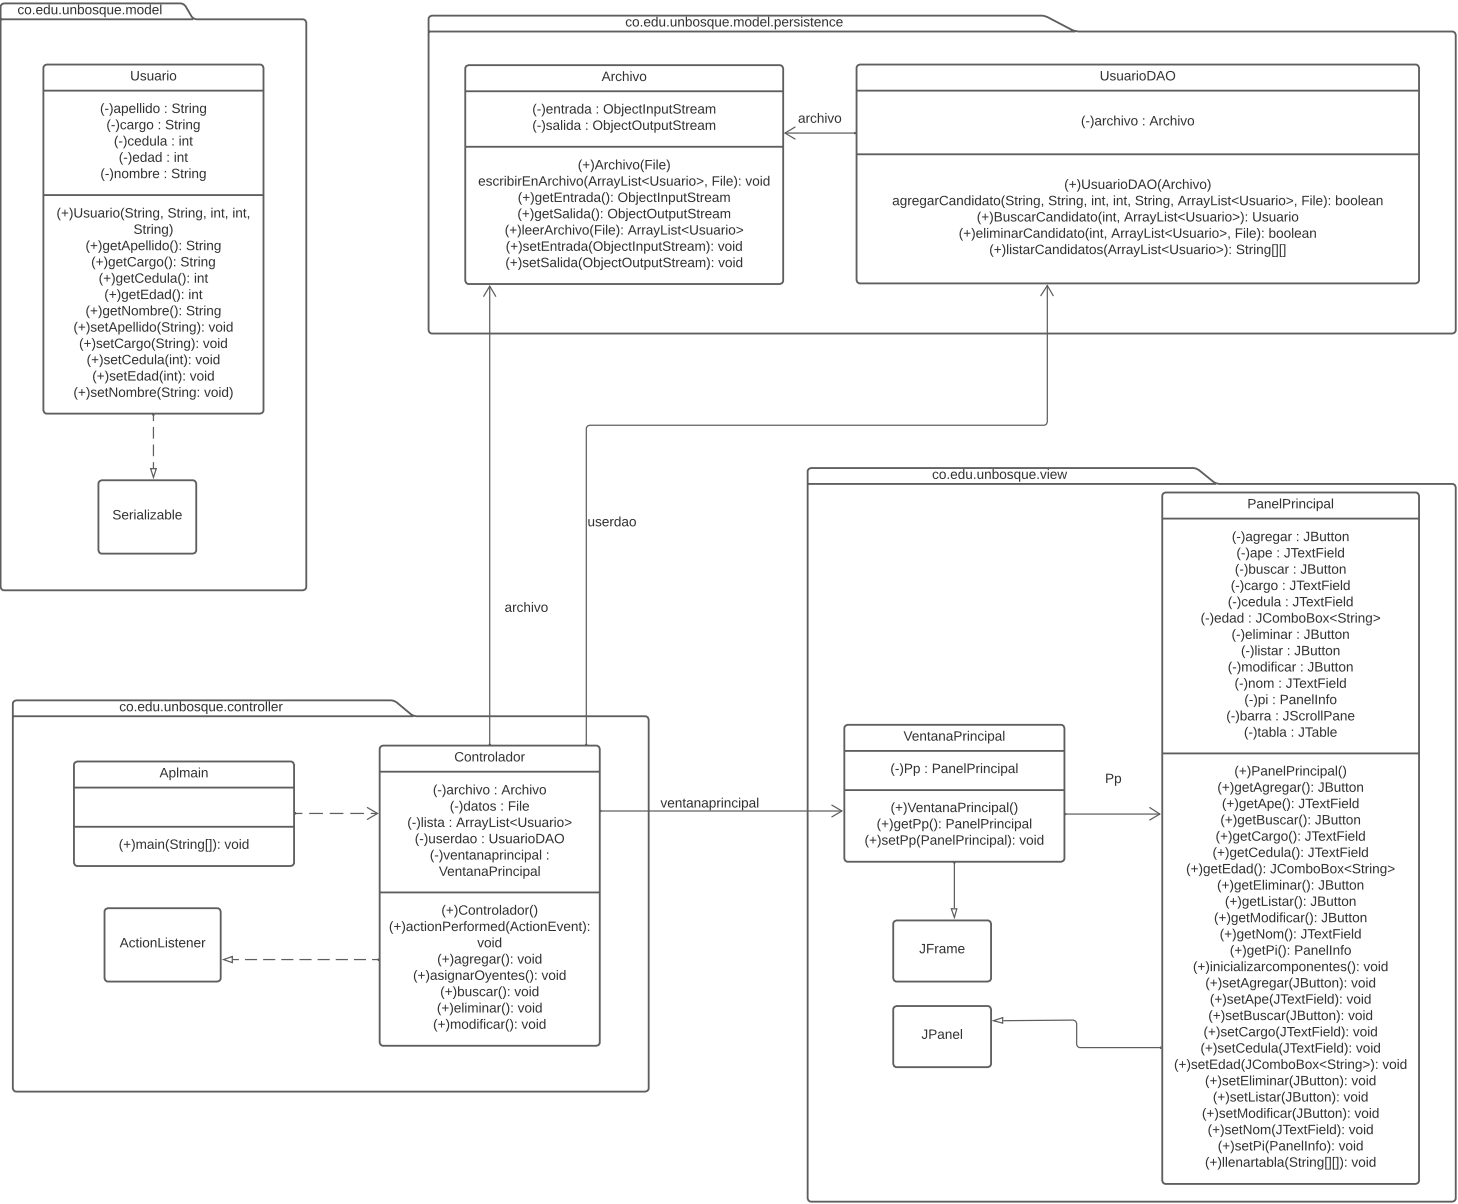 co.edu.unbosque.model
Usuario
(-)apellido : String
(-)cargo : String
(-)cedula : int
(-)edad : int
(-)nombre : String
(+)Usuario(String, String, int, int,
String)
(+)getApellido(): String
(+)getCargo(): String
(+)getCedula(): int
(+)getEdad(): int
(+)getNombre(): String
(+)setApellido(String): void
(+)setCargo(String): void
(+)setCedula(int): void
(+)setEdad(int): void
(+)setNombre(String: void)
Serializable
co.edu.unbosque.model.persistence
Archivo
(-)entrada : ObjectInputStream
(-)salida : ObjectOutputStream
(+)Archivo(File)
escribirEnArchivo(ArrayList<Usuario>, File): void
(+)getEntrada(): ObjectInputStream
(+)getSalida(): ObjectOutputStream
(+)leerArchivo(File): ArrayList<Usuario>
(+)setEntrada(ObjectInputStream): void
(+)setSalida(ObjectOutputStream): void
archivo
UsuarioDAO
(-)archivo : Archivo
(+)UsuarioDAO(Archivo)
agregarCandidato(String, String, int, int, String, ArrayList<Usuario>, File): boolean
(+)BuscarCandidato(int, ArrayList<Usuario>): Usuario
(+)eliminarCandidato(int, ArrayList<Usuario>, File): boolean
(+)listarCandidatos(ArrayList<Usuario>): String[][]
userdao
archivo
co.edu.unbosque.controller
Aplmain
(+)main(String[]): void
ActionListener
Controlador
(-)archivo : Archivo
(-)datos : File
(-)lista : ArrayList<Usuario>
(-)userdao : UsuarioDAO
(-)ventanaprincipal :
VentanaPrincipal
(+)Controlador()
(+)actionPerformed(ActionEvent):
void
(+)agregar(): void
(+)asignarOyentes(): void
(+)buscar(): void
(+)eliminar(): void
(+)modificar(): void
ventanaprincipal
co.edu.unbosque.view
VentanaPrincipal
(-)Pp : PanelPrincipal
(+)VentanaPrincipal()
(+)getPp(): PanelPrincipal
(+)setPp(PanelPrincipal): void
JFrame
JPanel
Pp
PanelPrincipal
(-)agregar : JButton
(-)ape : JTextField
(-)buscar : JButton
(-)cargo : JTextField
(-)cedula : JTextField
(-)edad : JComboBox<String>
(-)eliminar : JButton
(-)listar : JButton
(-)modificar : JButton
(-)nom : JTextField
(-)pi : PanelInfo
(-)barra : JScrollPane
(-)tabla : JTable
(+)PanelPrincipal()
(+)getAgregar(): JButton
(+)getApe(): JTextField
(+)getBuscar(): JButton
(+)getCargo(): JTextField
(+)getCedula(): JTextField
(+)getEdad(): JComboBox<String>
(+)getEliminar(): JButton
(+)getListar(): JButton
(+)getModificar(): JButton
(+)getNom(): JTextField
(+)getPi(): PanelInfo
(+)inicializarcomponentes(): void
(+)setAgregar(JButton): void
(+)setApe(JTextField): void
(+)setBuscar(JButton): void
(+)setCargo(JTextField): void
(+)setCedula(JTextField): void
(+)setEdad(JComboBox<String>): void
(+)setEliminar(JButton): void
(+)setListar(JButton): void
(+)setModificar(JButton): void
(+)setNom(JTextField): void
(+)setPi(PanelInfo): void
(+)llenartabla(String[][]): void